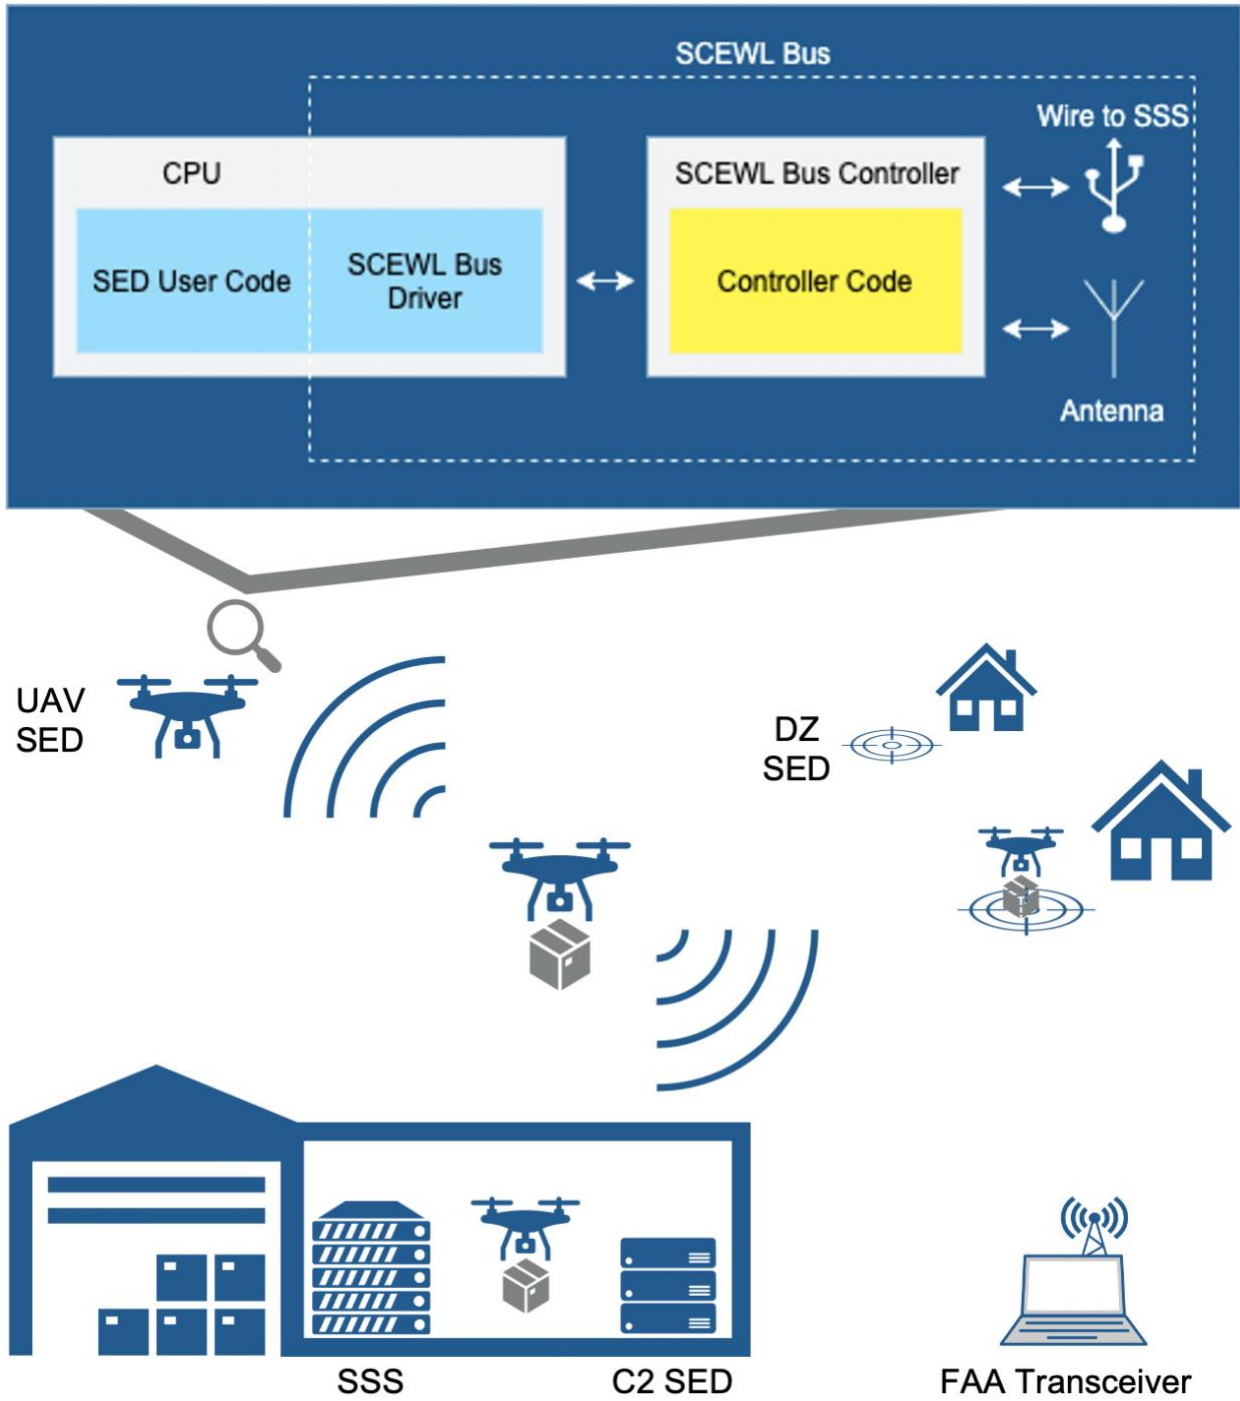 SCEWL Bus
Wire to SSS
CPU
SCEWL Bus Controller
SED User Code
SCEWL Bus
Driver
Controller Code
Antenna
UAV
SED
DZ
SED
SSS
C2 SED
FAA Transceiver